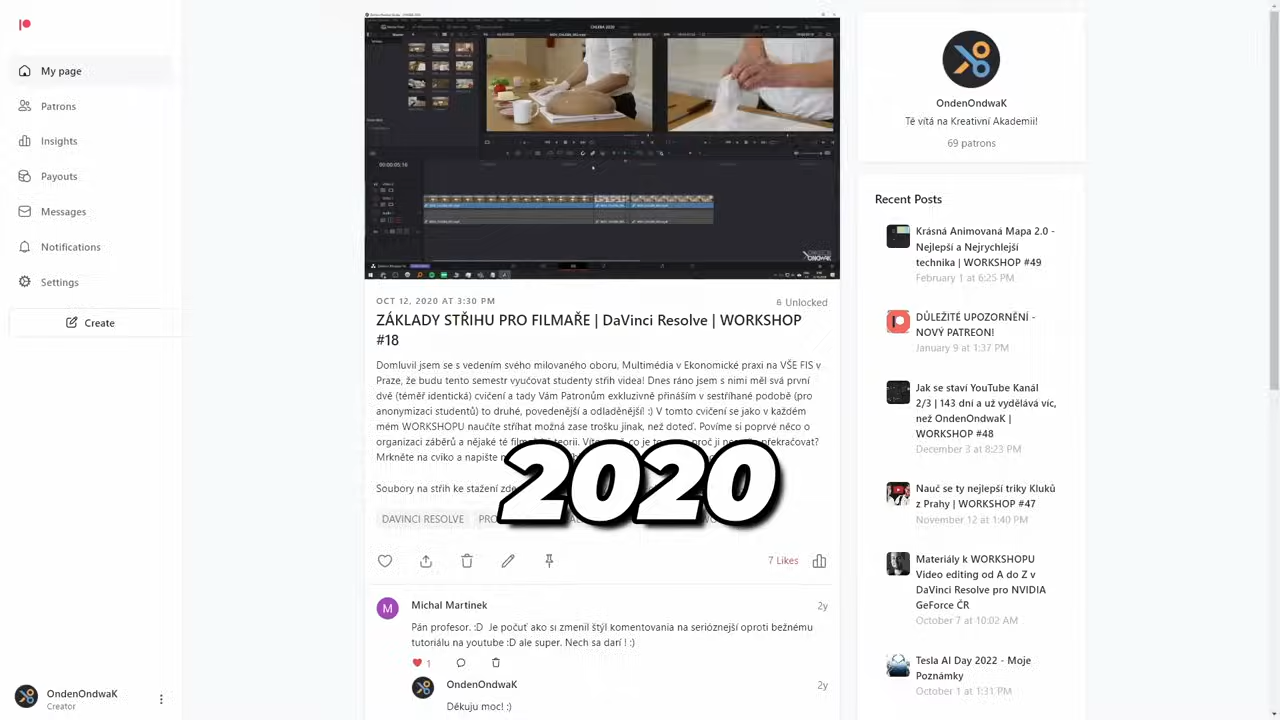 My page
Patrons
Insights
Payouts
Messages
Notifications
Settings
Create
OndenOndwaK
Creator
OCT 12, 2020 AT 3:30 PM
Unlocked
ZÁKLADY STŘIHU PRO FILMAŘE | DaVinci Resolve | WORKSHOP
#18
Domluvil jsem se s vedením svého milovaného oboru, Multimédia v Ekonomické praxi na VŠE FIS v
Praze, že budu tento semestr vyučovat studenty střih videa! Dnes ráno jsem s nimi měl svá první
dvě (téměř identická) cvičení a tady Vám Patronům exkluzivně přináším v sestříhané podobě (pro
anonymizaci studentů) to druhé, povedenější a odladěnější! :) V tomto cvičení se jako v každém
mém WORKSHOPU naučíte stříhat možná zase trošku jinak, než doteď. Povíme si poprvé něco o
organizaci záběrů a nějaké té
překračovat?
Mrkněte na cviko a napište
Soubory na střih ke stažení
2020
DAVINCI RESOLVE
7 Likes
M
Michal Martinek
2y
Pán profesor. :D Je počuť ako si zmenil štýl komentovania na serióznejší oproti bežnému
tutoriálu na youtube :D ale super. Nech sa darí ! :)
1
OndenOndwaK
2y
Děkuju moc! :)
OndenOndwaK
Tě vítá na Kreativní Akademii!
69 patrons
Recent Posts
Krásná Animovaná Mapa 2.0 -
Nejlepší a Nejrychlejší
technika | WORKSHOP #49
February 1 at 6:25 PM
DŮLEŽITÉ UPOZORNĚNÍ -
NOVÝ PATREON!
January 9 at 1:37 PM
Jak se staví YouTube Kanál
2/3 | 143 dní a už vydělává víc,
než OndenOndwaK |
WORKSHOP #48
December 3 at 8:23 PM
Nauč se ty nejlepší triky Kluků
z Prahy | WORKSHOP #47
November 12 at 1:40 PM
Materiály k WORKSHOPU
Video editing od A do Z v
DaVinci Resolve pro NVIDIA
GeForce ČR
October 7 at 10:02 AM
Tesla AI Day 2022 - Moje
Poznámky
October 1 at 1:31 PM